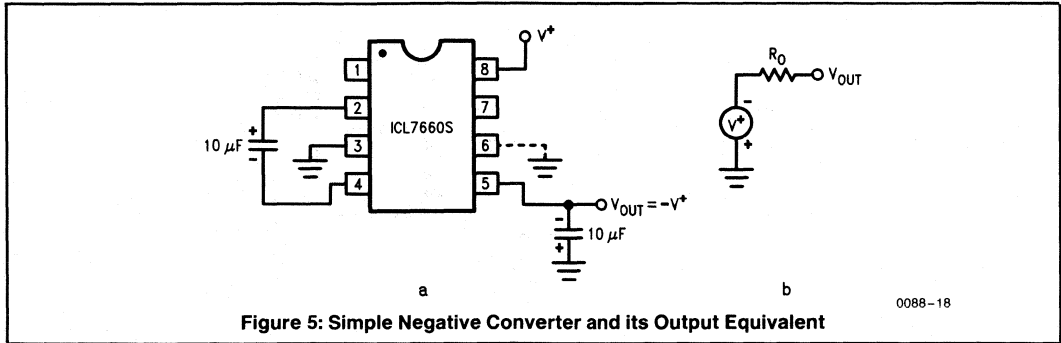 V+
1
8
2
7
ICL7660S
10 μF
+
-
3
6
4
5
VOUT = -V+
-
+
10 μF
a
RO
VOUT
-
V+
+
b
0088-18
Figure 5: Simple Negative Converter and its Output Equivalent